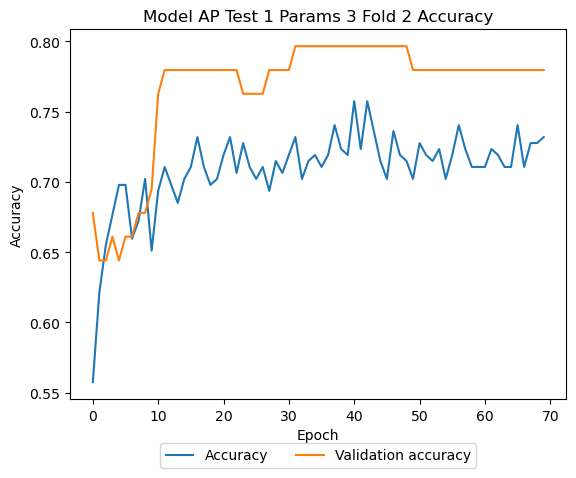 Model AP Test 1 Params 3 Fold 2 Accuracy
0.80
0.75
0.70
0.65
0.60
0.55
Accuracy
0 10 20 30 40 50 60 70
Epoch
Accuracy Validation accuracy